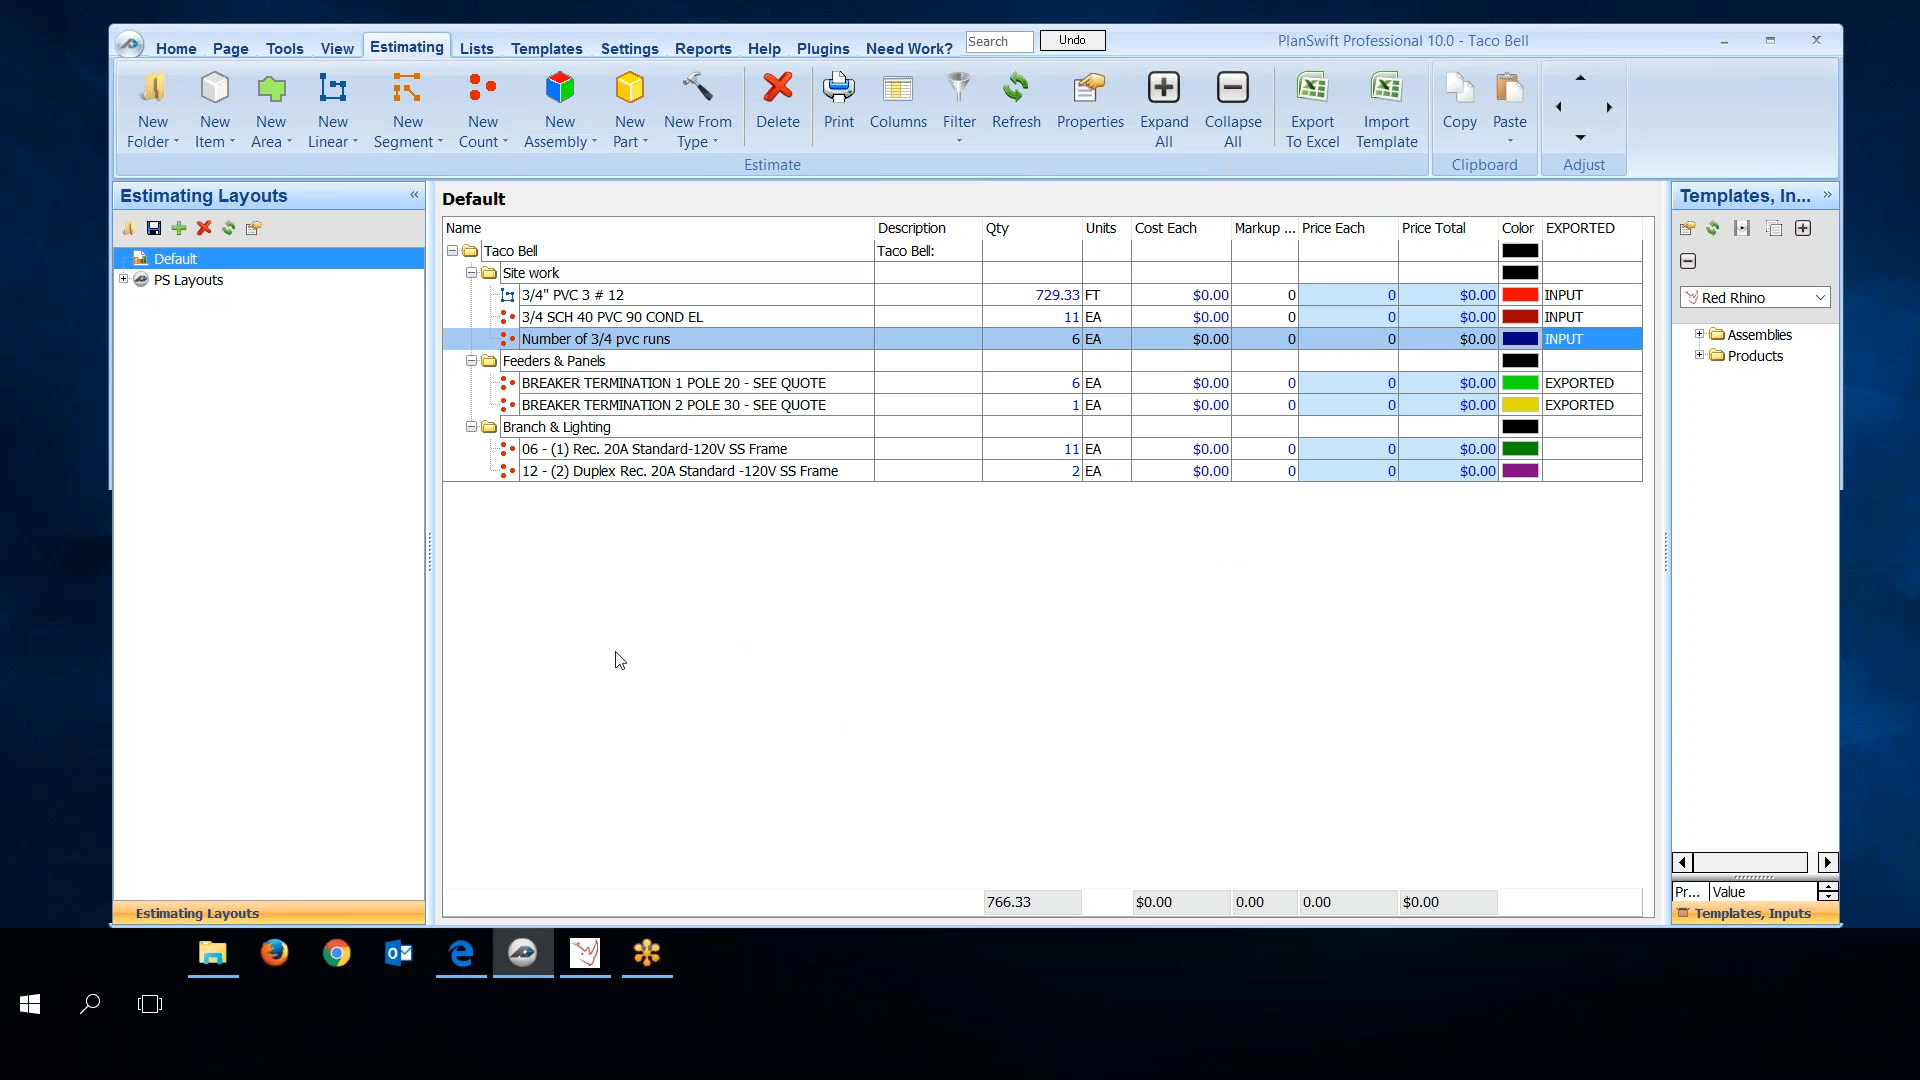 Home Page Tools View Estimating Lists Templates Settings Reports Help Plugins Need Work? Search Undo PlanSwift Professional 10.0 - Taco Bell
New Folder
New Item
New Area
New Linear
New Segment
New Count
New Assembly
New Part
New From Type
Delete
Print
Columns
Filter
Refresh
Properties
Expand All
Collapse All
Export To Excel
Import Template
Copy
Paste
Estimate
Clipboard
Adjust
Estimating Layouts
Default
PS Layouts
Estimating Layouts
Default
Name Description Qty Units Cost Each Markup ... Price Each Price Total Color EXPORTED
Taco Bell Taco Bell:
Site work
3/4" PVC 3 # 12 729.33 FT $0.00 0 0 $0.00 INPUT
3/4 SCH 40 PVC 90 COND EL 11 EA $0.00 0 0 $0.00 INPUT
Number of 3/4 pvc runs 6 EA $0.00 0 0 $0.00 INPUT
Feeders & Panels
BREAKER TERMINATION 1 POLE 20 - SEE QUOTE 6 EA $0.00 0 0 $0.00 EXPORTED
BREAKER TERMINATION 2 POLE 30 - SEE QUOTE 1 EA $0.00 0 0 $0.00 EXPORTED
Branch & Lighting
06 - (1) Rec. 20A Standard-120V SS Frame 11 EA $0.00 0 0 $0.00
12 - (2) Duplex Rec. 20A Standard -120V SS Frame 2 EA $0.00 0 0 $0.00
766.33 $0.00 0.00 0.00 $0.00
Templates, In...
Red Rhino
Assemblies
Products
Pr... Value
Templates, Inputs